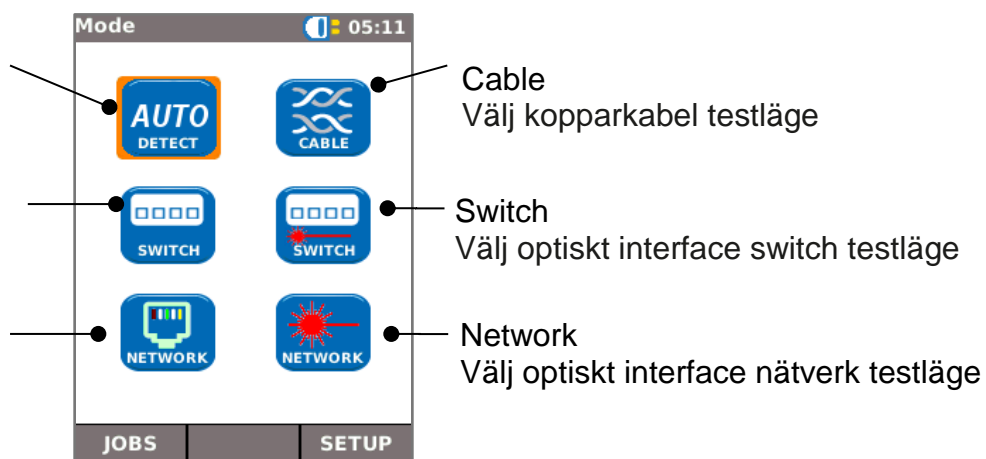 Mode 05:11
AUTO
DETECT
CABLE
Cable
Välj kopparkabel testläge
SWITCH
SWITCH
Switch
Välj optiskt interface switch testläge
NETWORK
NETWORK
Network
Välj optiskt interface nätverk testläge
JOBS SETUP